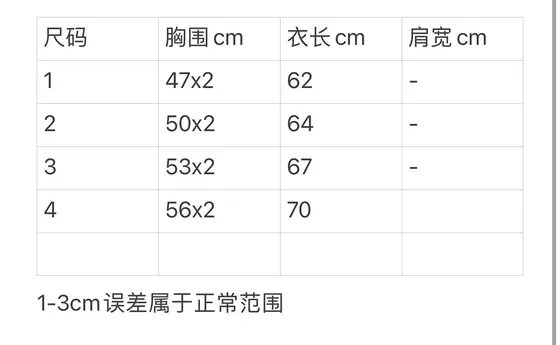 尺码 胸围cm 衣长cm 肩宽cm
1 47x2 62 -
2 50x2 64 -
3 53x2 67 -
4 56x2 70
1-3cm误差属于正常范围